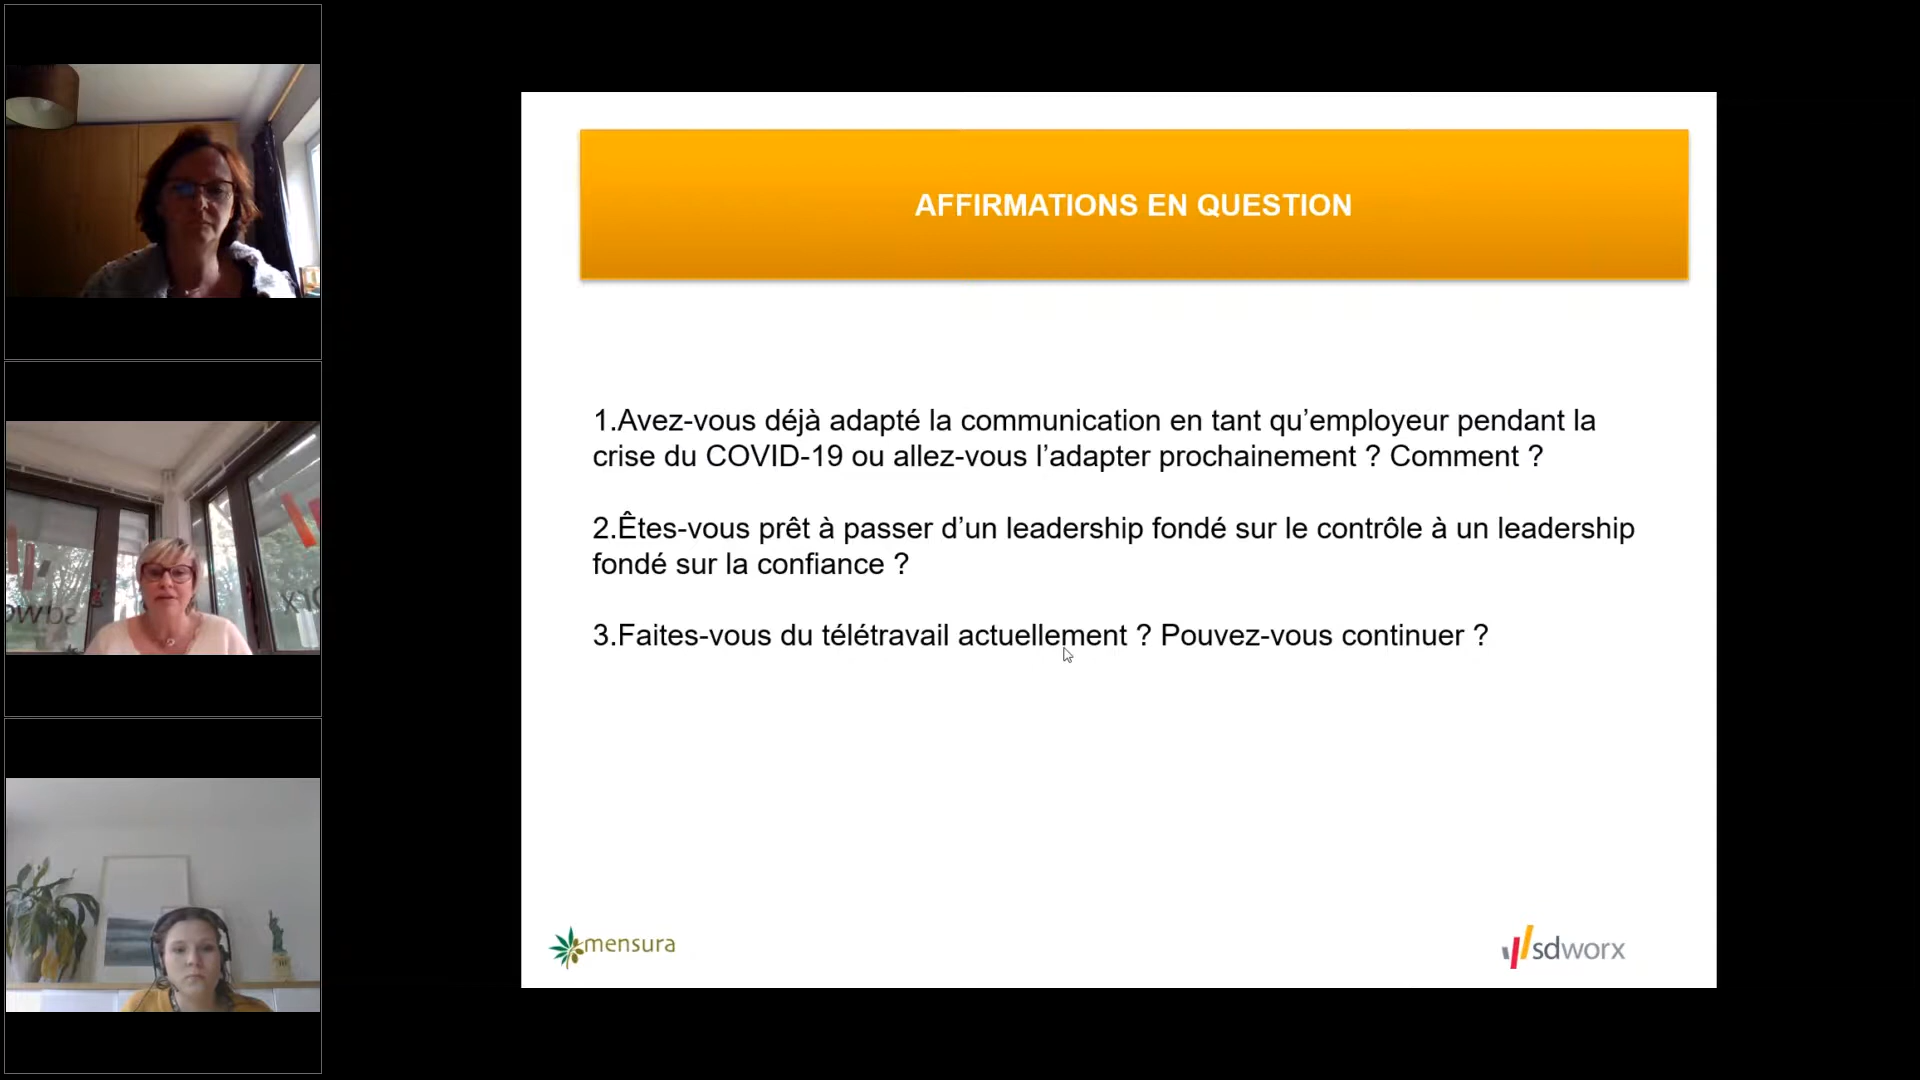 AFFIRMATIONS EN QUESTION
1.Avez-vous déjà adapté la communication en tant qu’employeur pendant la
crise du COVID-19 ou allez-vous l’adapter prochainement ? Comment ?
2.Êtes-vous prêt à passer d’un leadership fondé sur le contrôle à un leadership
fondé sur la confiance ?
3.Faites-vous du télétravail actuellement ? Pouvez-vous continuer ?
mensura
sdworx
sdwo